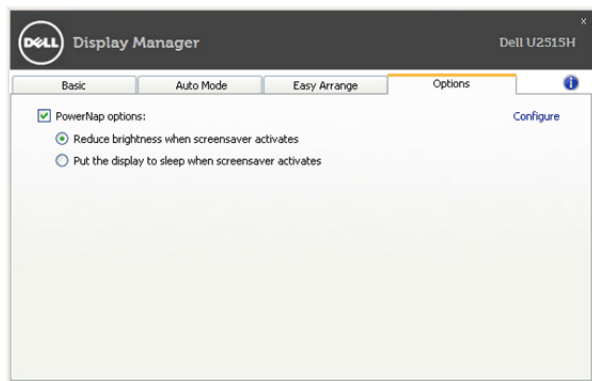 x
DELL Display Manager Dell U2515H
Basic Auto Mode Easy Arrange Options i
PowerNap options: Configure
Reduce brightness when screensaver activates
Put the display to sleep when screensaver activates